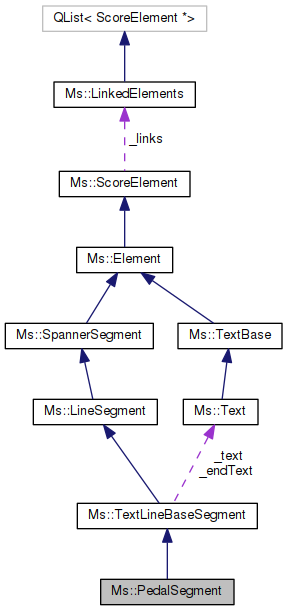 QList< ScoreElement *>
Ms::LinkedElements
_links
Ms::ScoreElement
Ms::Element
Ms::SpannerSegment
Ms::TextBase
Ms::LineSegment
Ms::Text
_text
_endText
Ms::TextLineBaseSegment
Ms::PedalSegment